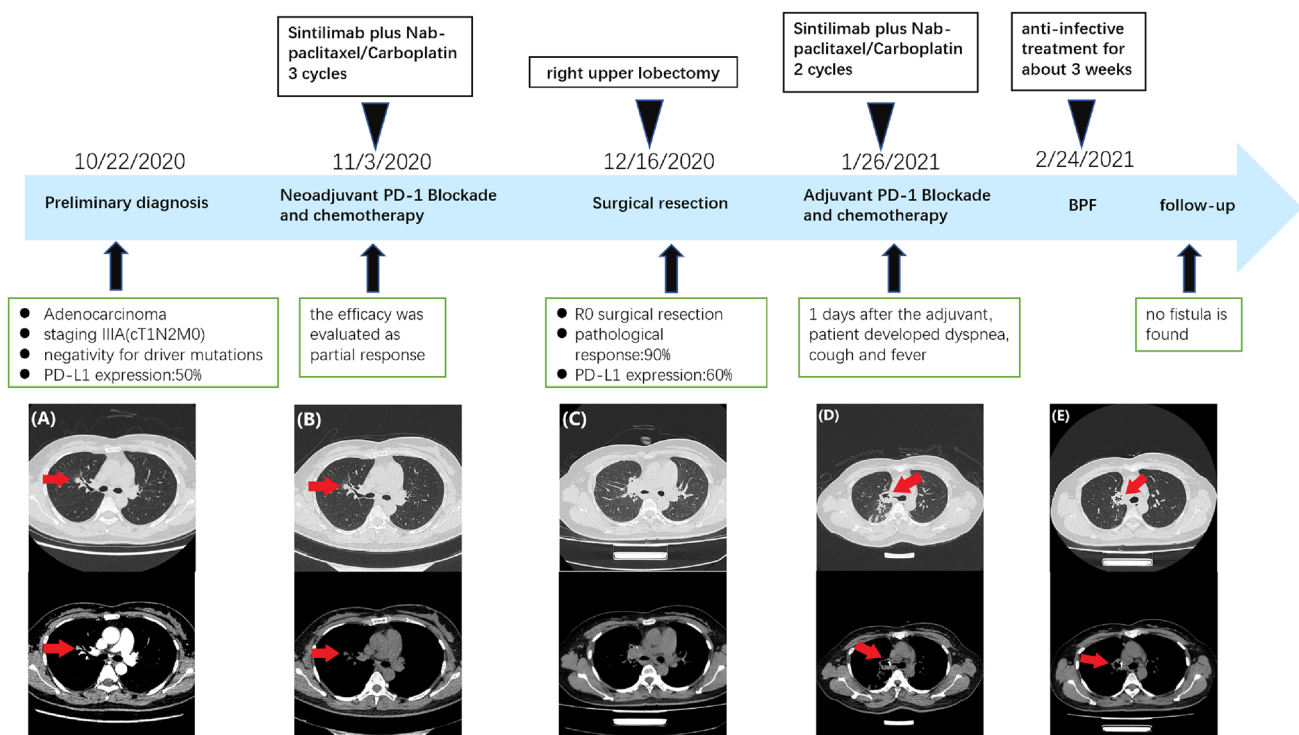 Sintilimab plus Nab-
paclitaxel/Carboplatin
3 cycles
right upper lobectomy
Sintilimab plus Nab-
paclitaxel/Carboplatin
2 cycles
anti-infective
treatment for
about 3 weeks
10/22/2020
11/3/2020
12/16/2020
1/26/2021
2/24/2021
Preliminary diagnosis
Neoadjuvant PD-1 Blockade
and chemotherapy
Surgical resection
Adjuvant PD-1 Blockade
and chemotherapy
BPF
follow-up
● Adenocarcinoma
● staging IIIA(cT1N2M0)
● negativity for driver mutations
● PD-L1 expression:50%
the efficacy was
evaluated as
partial response
● R0 surgical resection
● pathological
response:90%
● PD-L1 expression:60%
1 days after the adjuvant,
patient developed dyspnea,
cough and fever
no fistula is
found
(A)
(B)
(C)
(D)
(E)